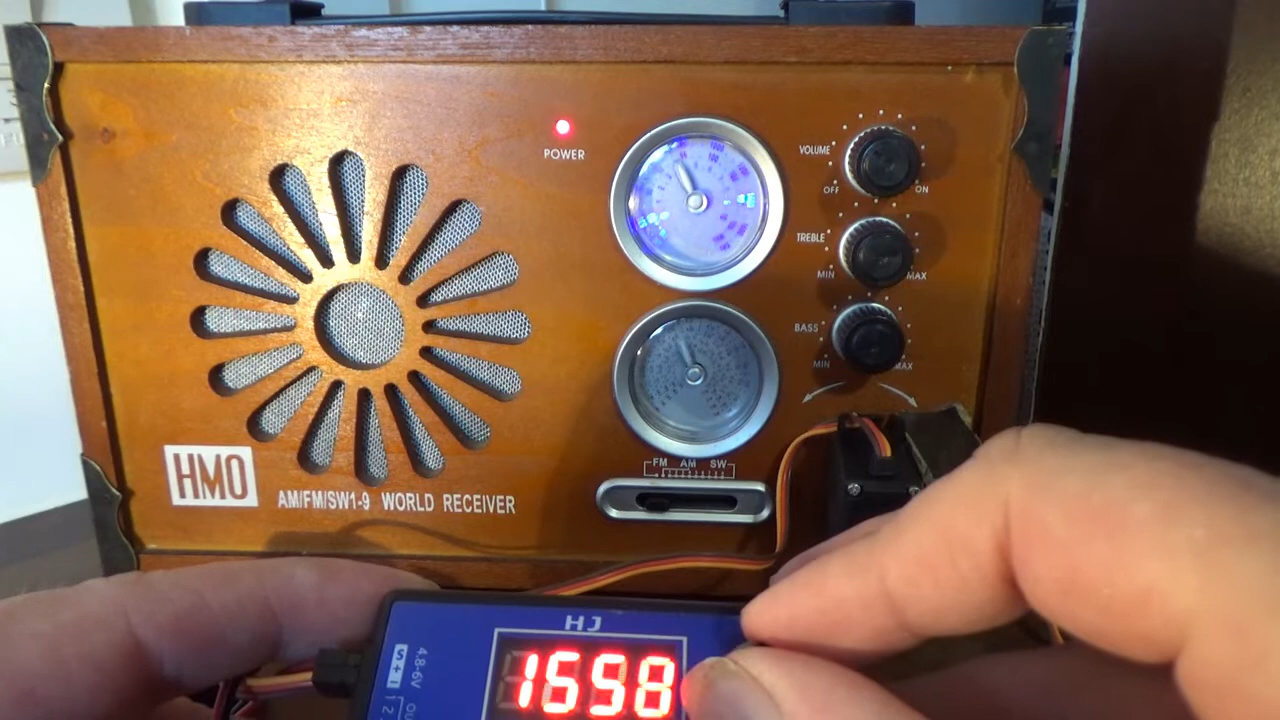 POWER
VOLUME
OFF
ON
TREBLE
MIN
MAX
BASS
MIN
MAX
FM AM SW
HMO
AM/FM/SW1-9 WORLD RECEIVER
HJ
S+-
4.8-6V
1558